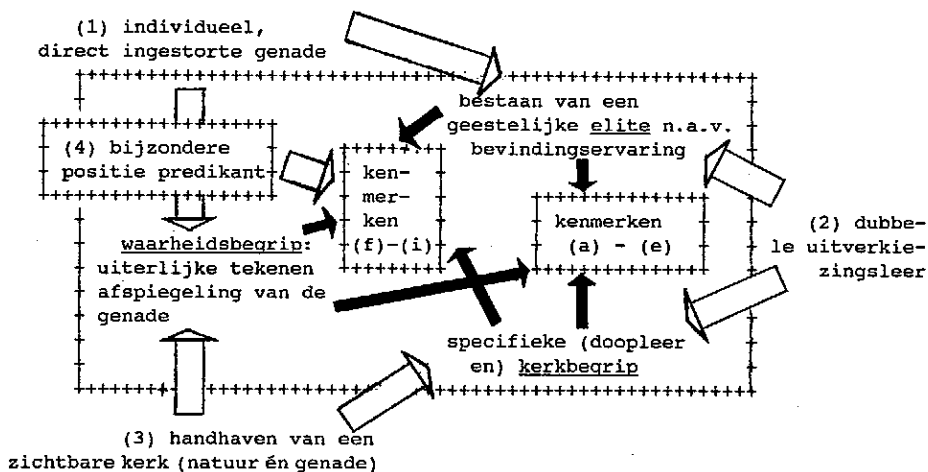 (1) individueel,
direct ingestorte genade
bestaan van een
geestelijke elite n.a.v.
bevindingservaring
(4) bijzondere
positie predikant
ken-
mer-
ken
(f)-(i)
kenmerken
(a) - (e)
(2) dubbe-
le uitverkie-
zingsleer
waarheidsbegrip:
uiterlijke tekenen
afspiegeling van de
genade
specifieke (doopleer
en) kerkbegrip
(3) handhaven van een
zichtbare kerk (natuur én genade)